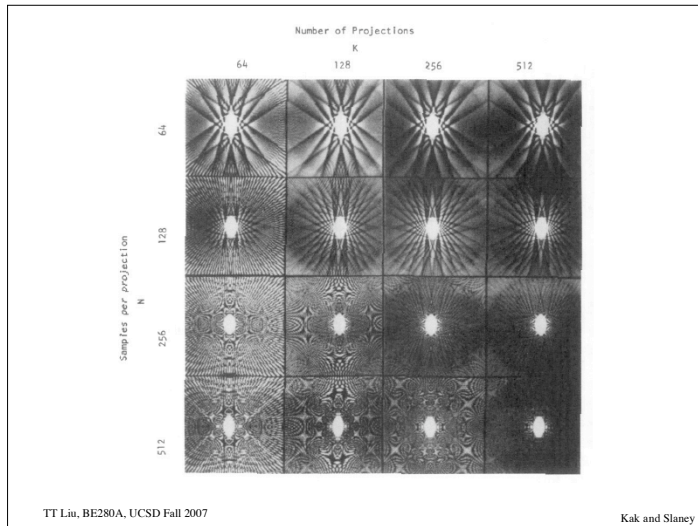 Number of Projections
K
64 128 256 512
64
128
Samples per projection
N
256
512
TT Liu, BE280A, UCSD Fall 2007
Kak and Slaney